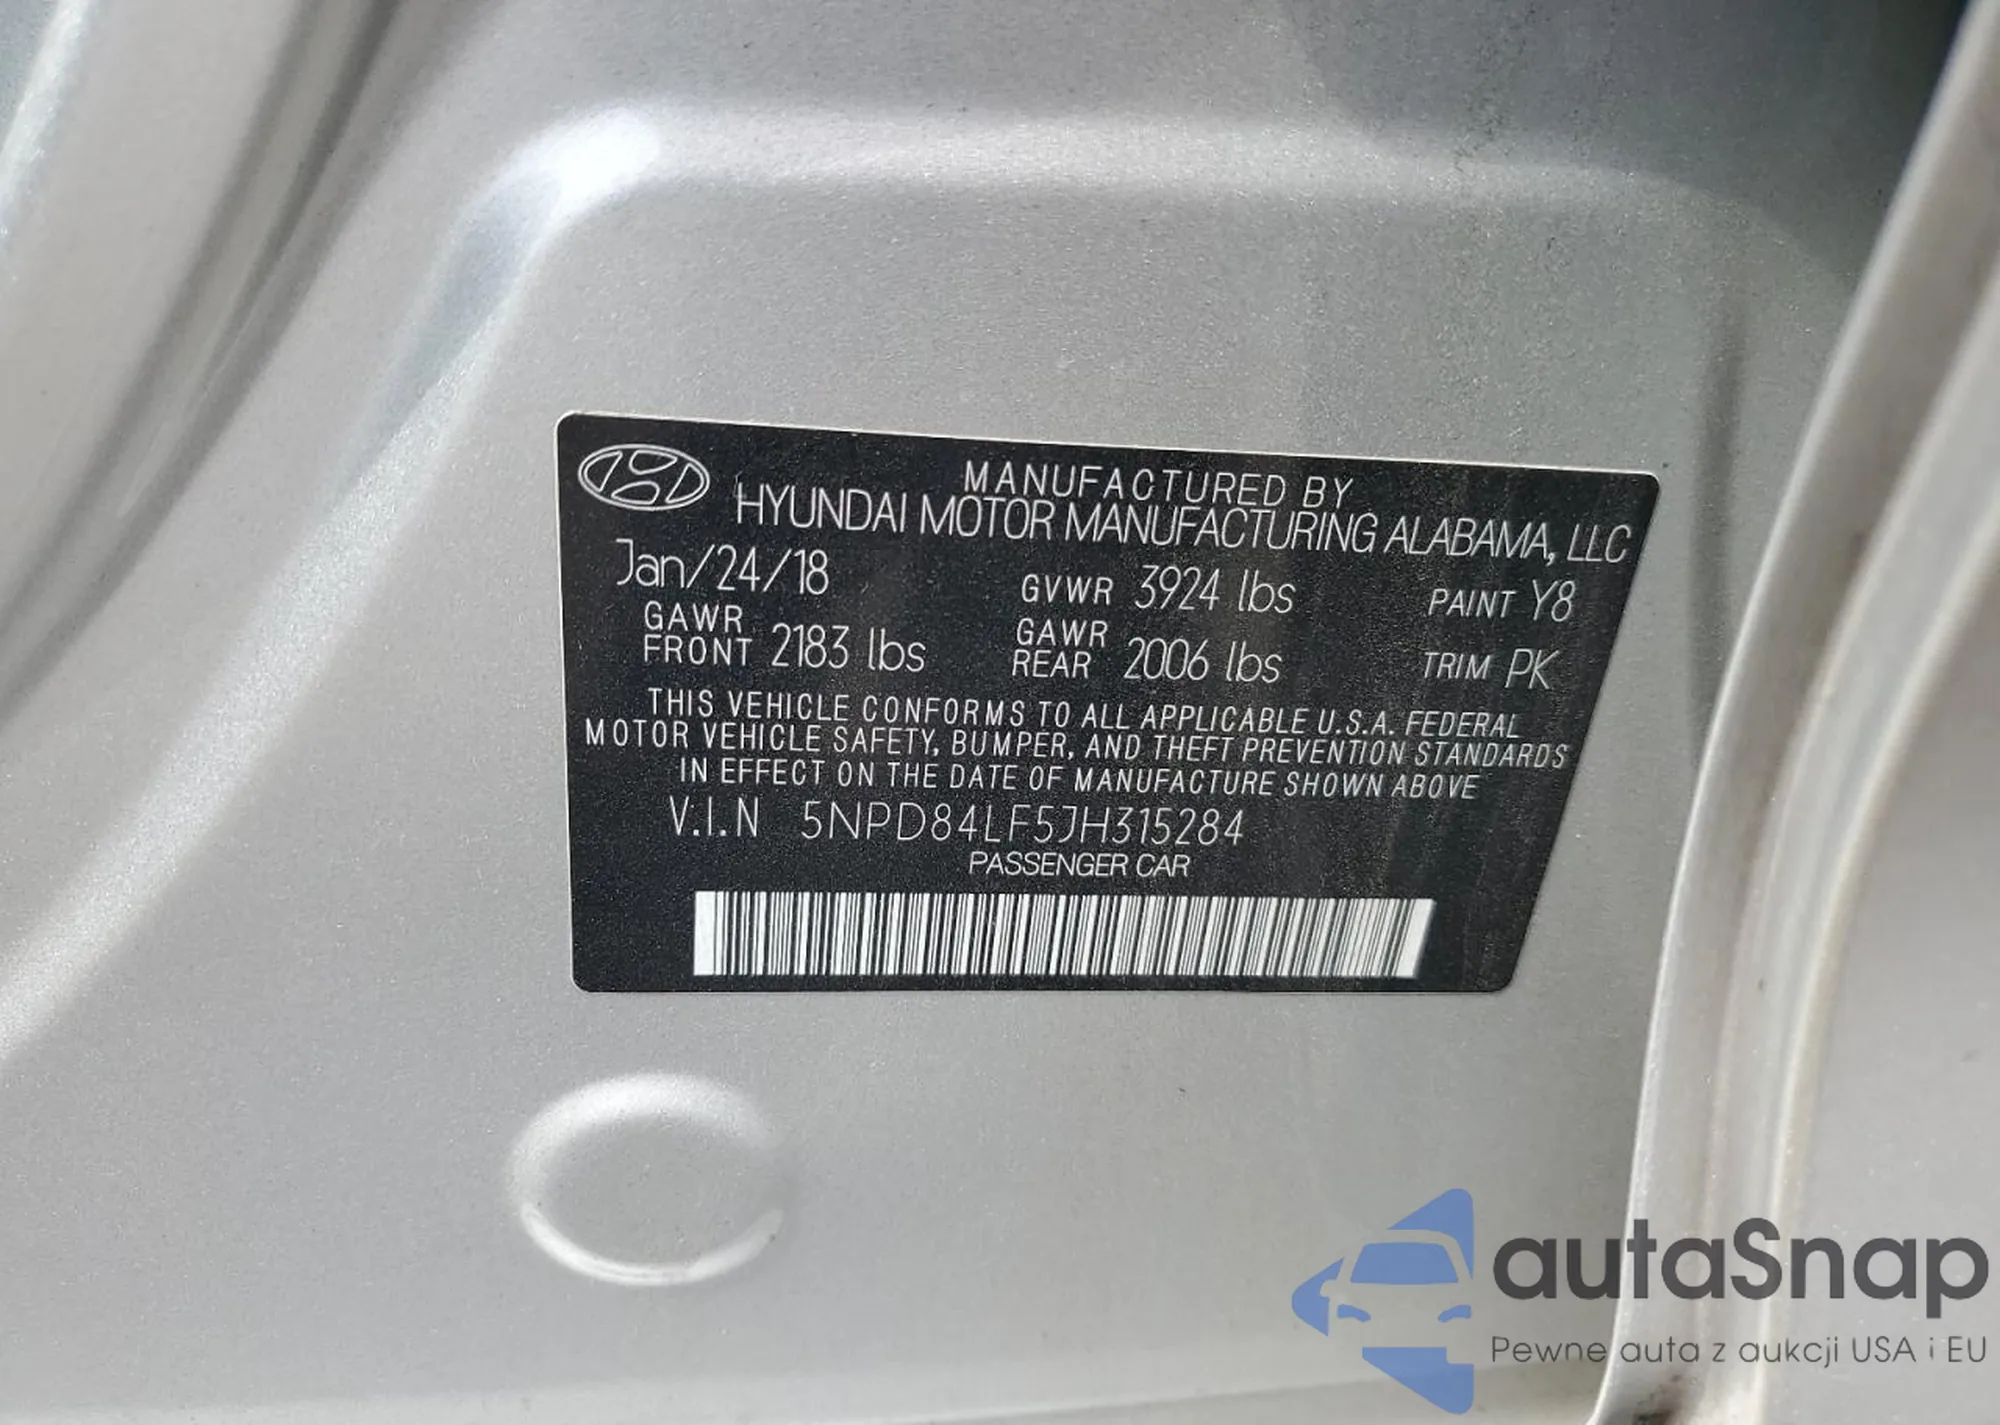 MANUFACTURED BY
HYUNDAI MOTOR MANUFACTURING ALABAMA, LLC
Jan/24/18 GVWR 3924 lbs PAINT Y8
GAWR FRONT 2183 lbs GAWR REAR 2006 lbs TRIM PK
THIS VEHICLE CONFORMS TO ALL APPLICABLE U.S.A. FEDERAL
MOTOR VEHICLE SAFETY, BUMPER, AND THEFT PREVENTION STANDARDS
IN EFFECT ON THE DATE OF MANUFACTURE SHOWN ABOVE
V.I.N 5NPD84LF5JH315284
PASSENGER CAR
autaSnap
Pewne auta z aukcji USA i EU